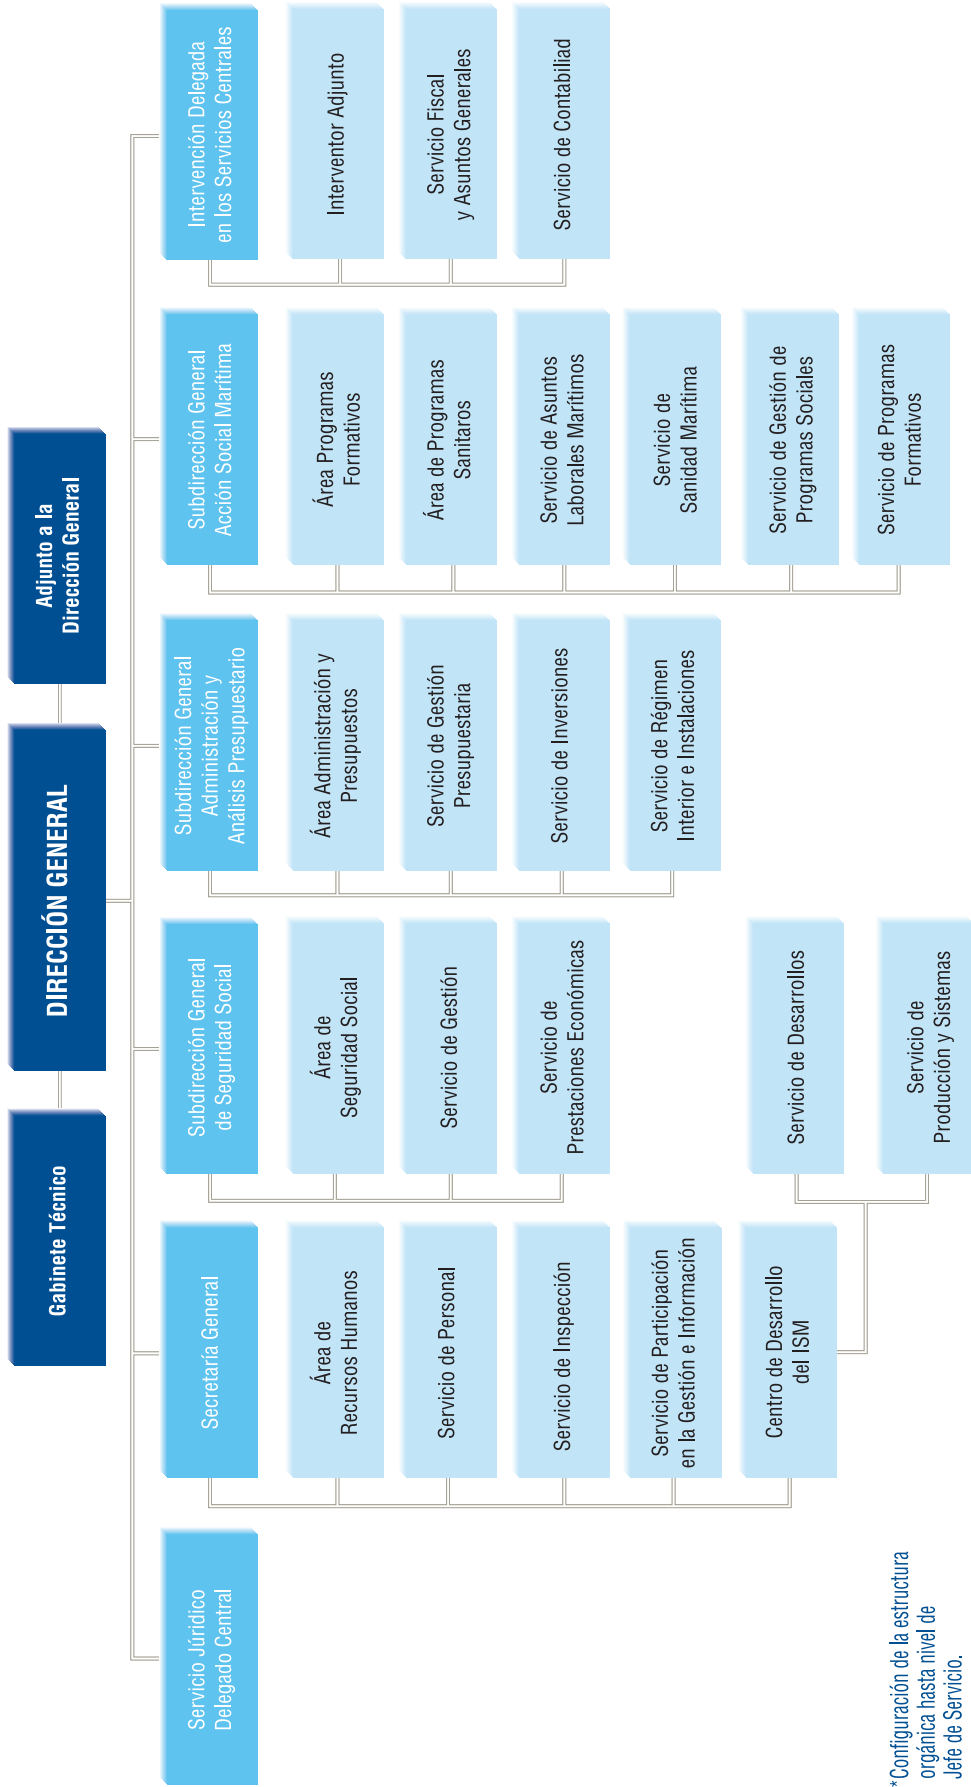 Gabinete Técnico
DIRECCIÓN GENERAL
Adjunto a la
Dirección General
Servicio Júridico
Delegado Central
Secretaría General
Área de
Recursos Humanos
Servicio de Personal
Servicio de Inspección
Servicio de Participación
en la Gestión e Información
Centro de Desarrollo
del ISM
Servicio de Desarrollos
Servicio de
Producción y Sistemas
Subdirección General
de Seguridad Social
Área de
Seguridad Social
Servicio de Gestión
Servicio de
Prestaciones Económicas
Subdirección General
Administración y
Análisis Presupuestario
Área Administración y
Presupuestos
Servicio de Gestión
Presupuestaria
Servicio de Inversiones
Servicio de Régimen
Interior e Instalaciones
Subdirección General
Acción Social Marítima
Área Programas
Formativos
Área de Programas
Sanitaros
Servicio de Asuntos
Laborales Marítimos
Servicio de
Sanidad Marítima
Servicio de Gestión de
Programas Sociales
Servicio de Programas
Formativos
Intervención Delegada
en los Servicios Centrales
Interventor Adjunto
Servicio Fiscal
y Asuntos Generales
Servicio de Contabiliad
*Configuración de la estructura
orgánica hasta nivel de
Jefe de Servicio.